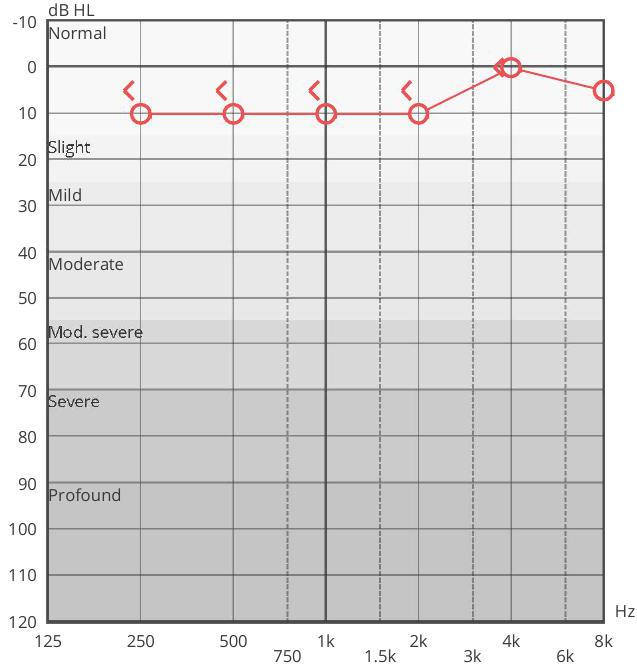 dB HL
-10
Normal
0
10
Slight
20
Mild
30
40
Moderate
50
Mod. severe
60
70
Severe
80
90
Profound
100
110
120
Hz
125 250 500 1k 2k 4k 8k
750 1.5k 3k 6k